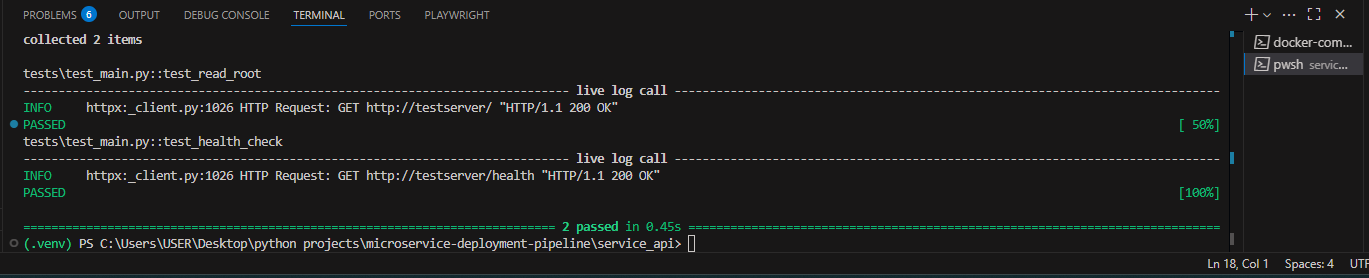 PROBLEMS 6 OUTPUT DEBUG CONSOLE TERMINAL PORTS PLAYWRIGHT
collected 2 items
docker-com...
tests\test_main.py::test_read_root
pwsh servic...
live log call
INFO httpx:_client.py:1026 HTTP Request: GET http://testserver/ "HTTP/1.1 200 OK"
PASSED [ 50%]
tests\test_main.py::test_health_check
live log call
INFO httpx:_client.py:1026 HTTP Request: GET http://testserver/health "HTTP/1.1 200 OK"
PASSED [100%]
2 passed in 0.45s
(.venv) PS C:\Users\USER\Desktop\python projects\microservice-deployment-pipeline\service_api>
Ln 18, Col 1 Spaces: 4 UTF